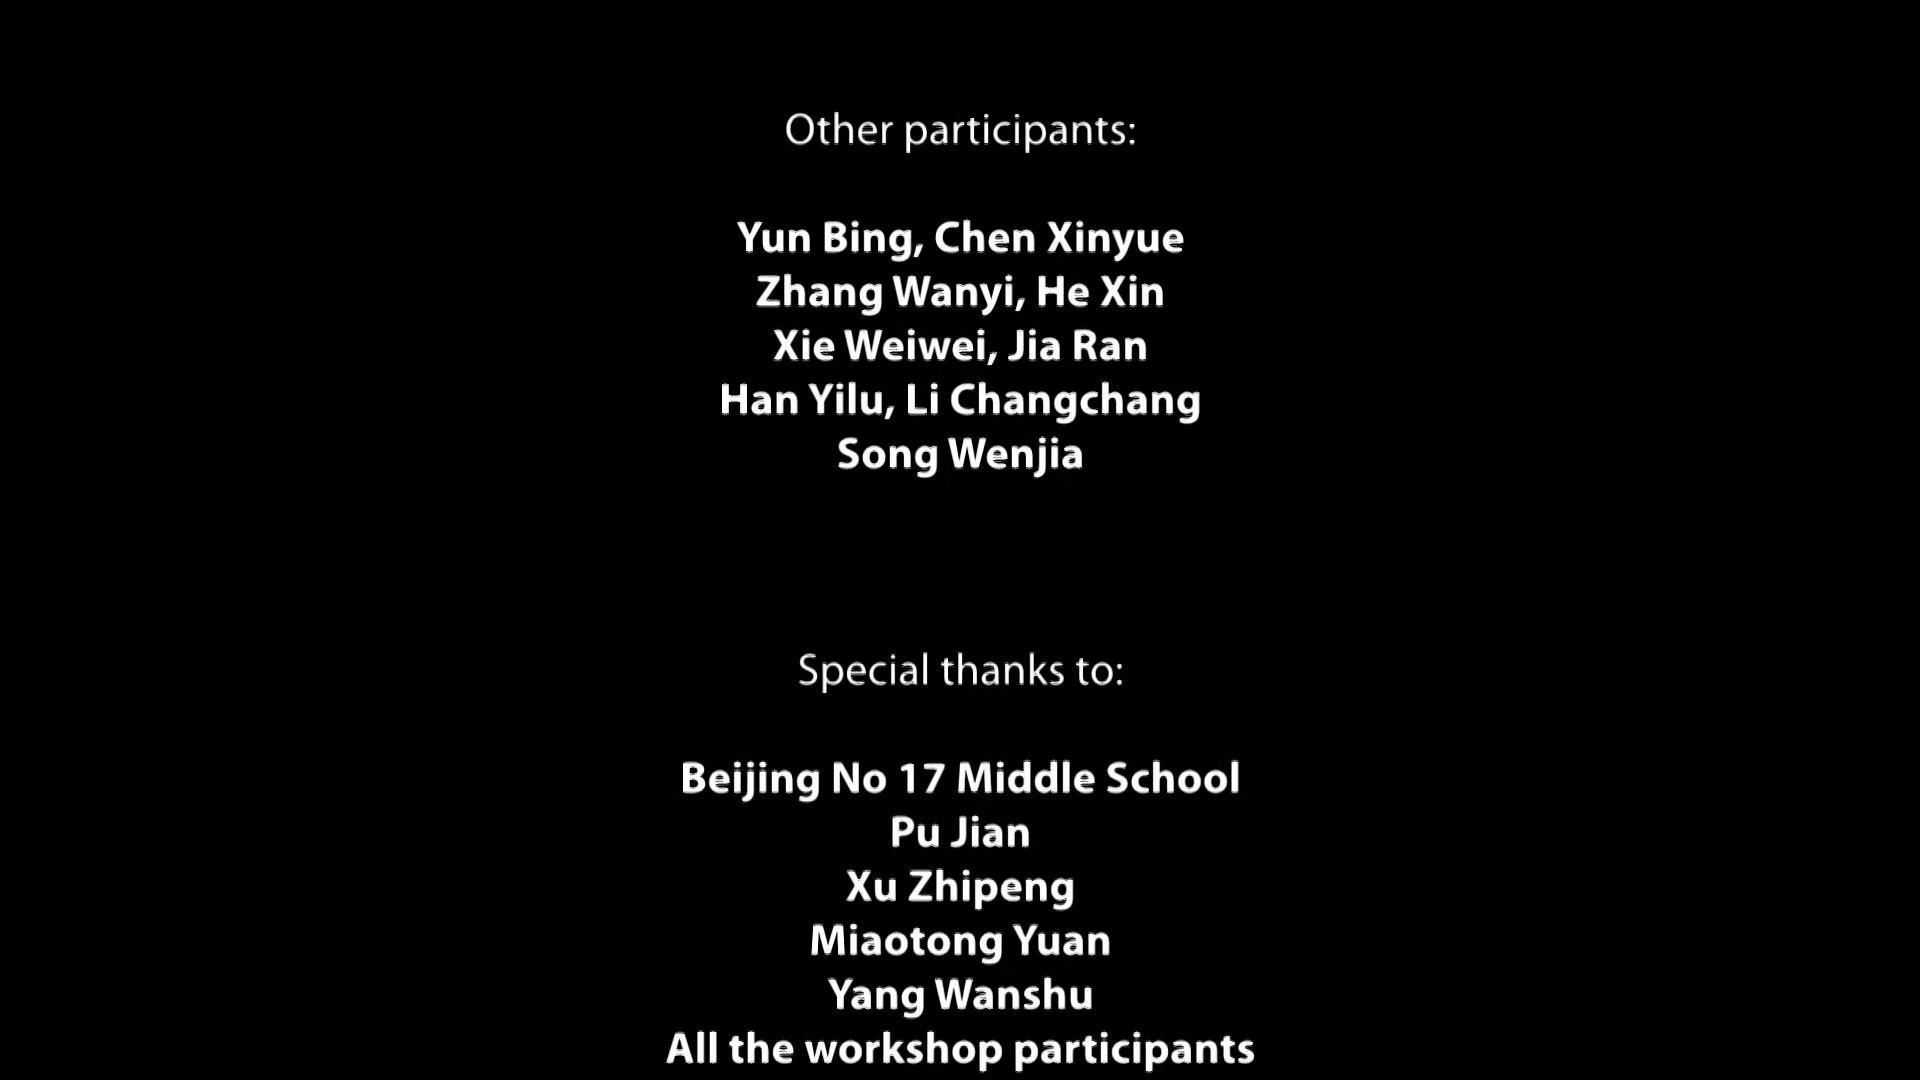 Other participants:
Yun Bing, Chen Xinyue
Zhang Wanyi, He Xin
Xie Weiwei, Jia Ran
Han Yilu, Li Changchang
Song Wenjia
Special thanks to:
Beijing No 17 Middle School
Pu Jian
Xu Zhipeng
Miaotong Yuan
Yang Wanshu
All the workshop participants